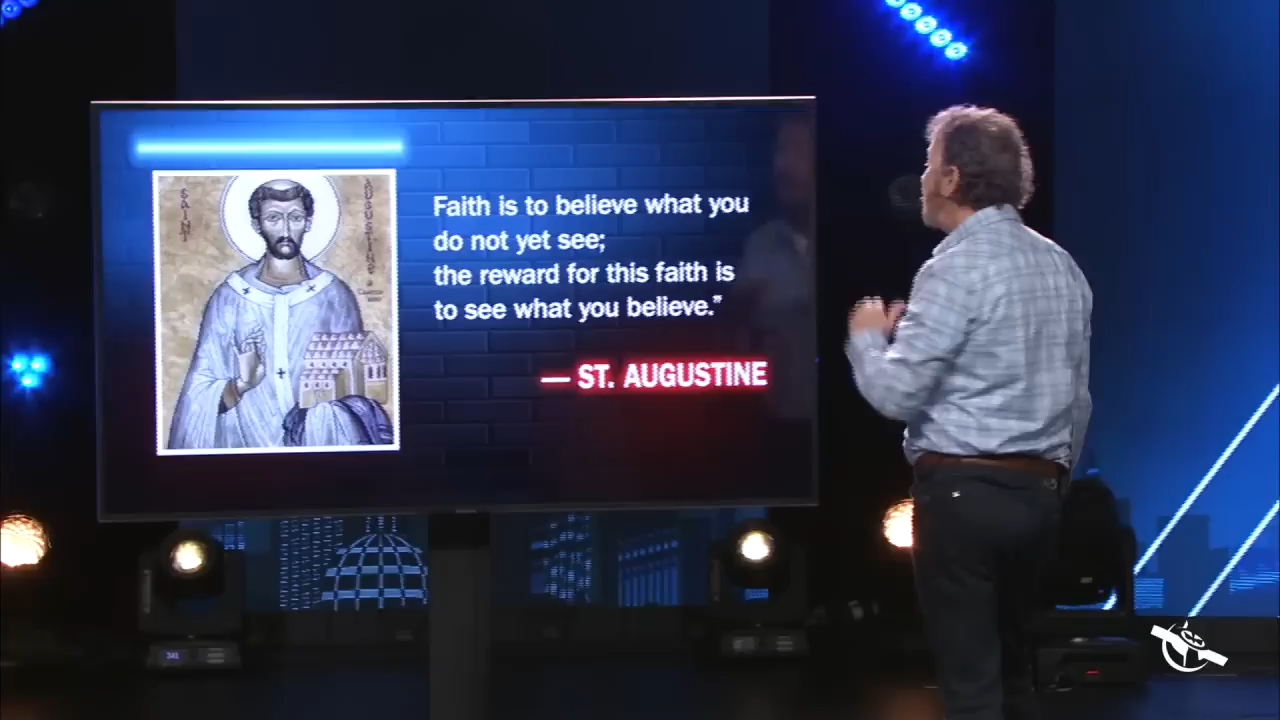 SAINT
AUGUSTINE
Faith is to believe what you
do not yet see;
the reward for this faith is
to see what you believe.”
— ST. AUGUSTINE
341